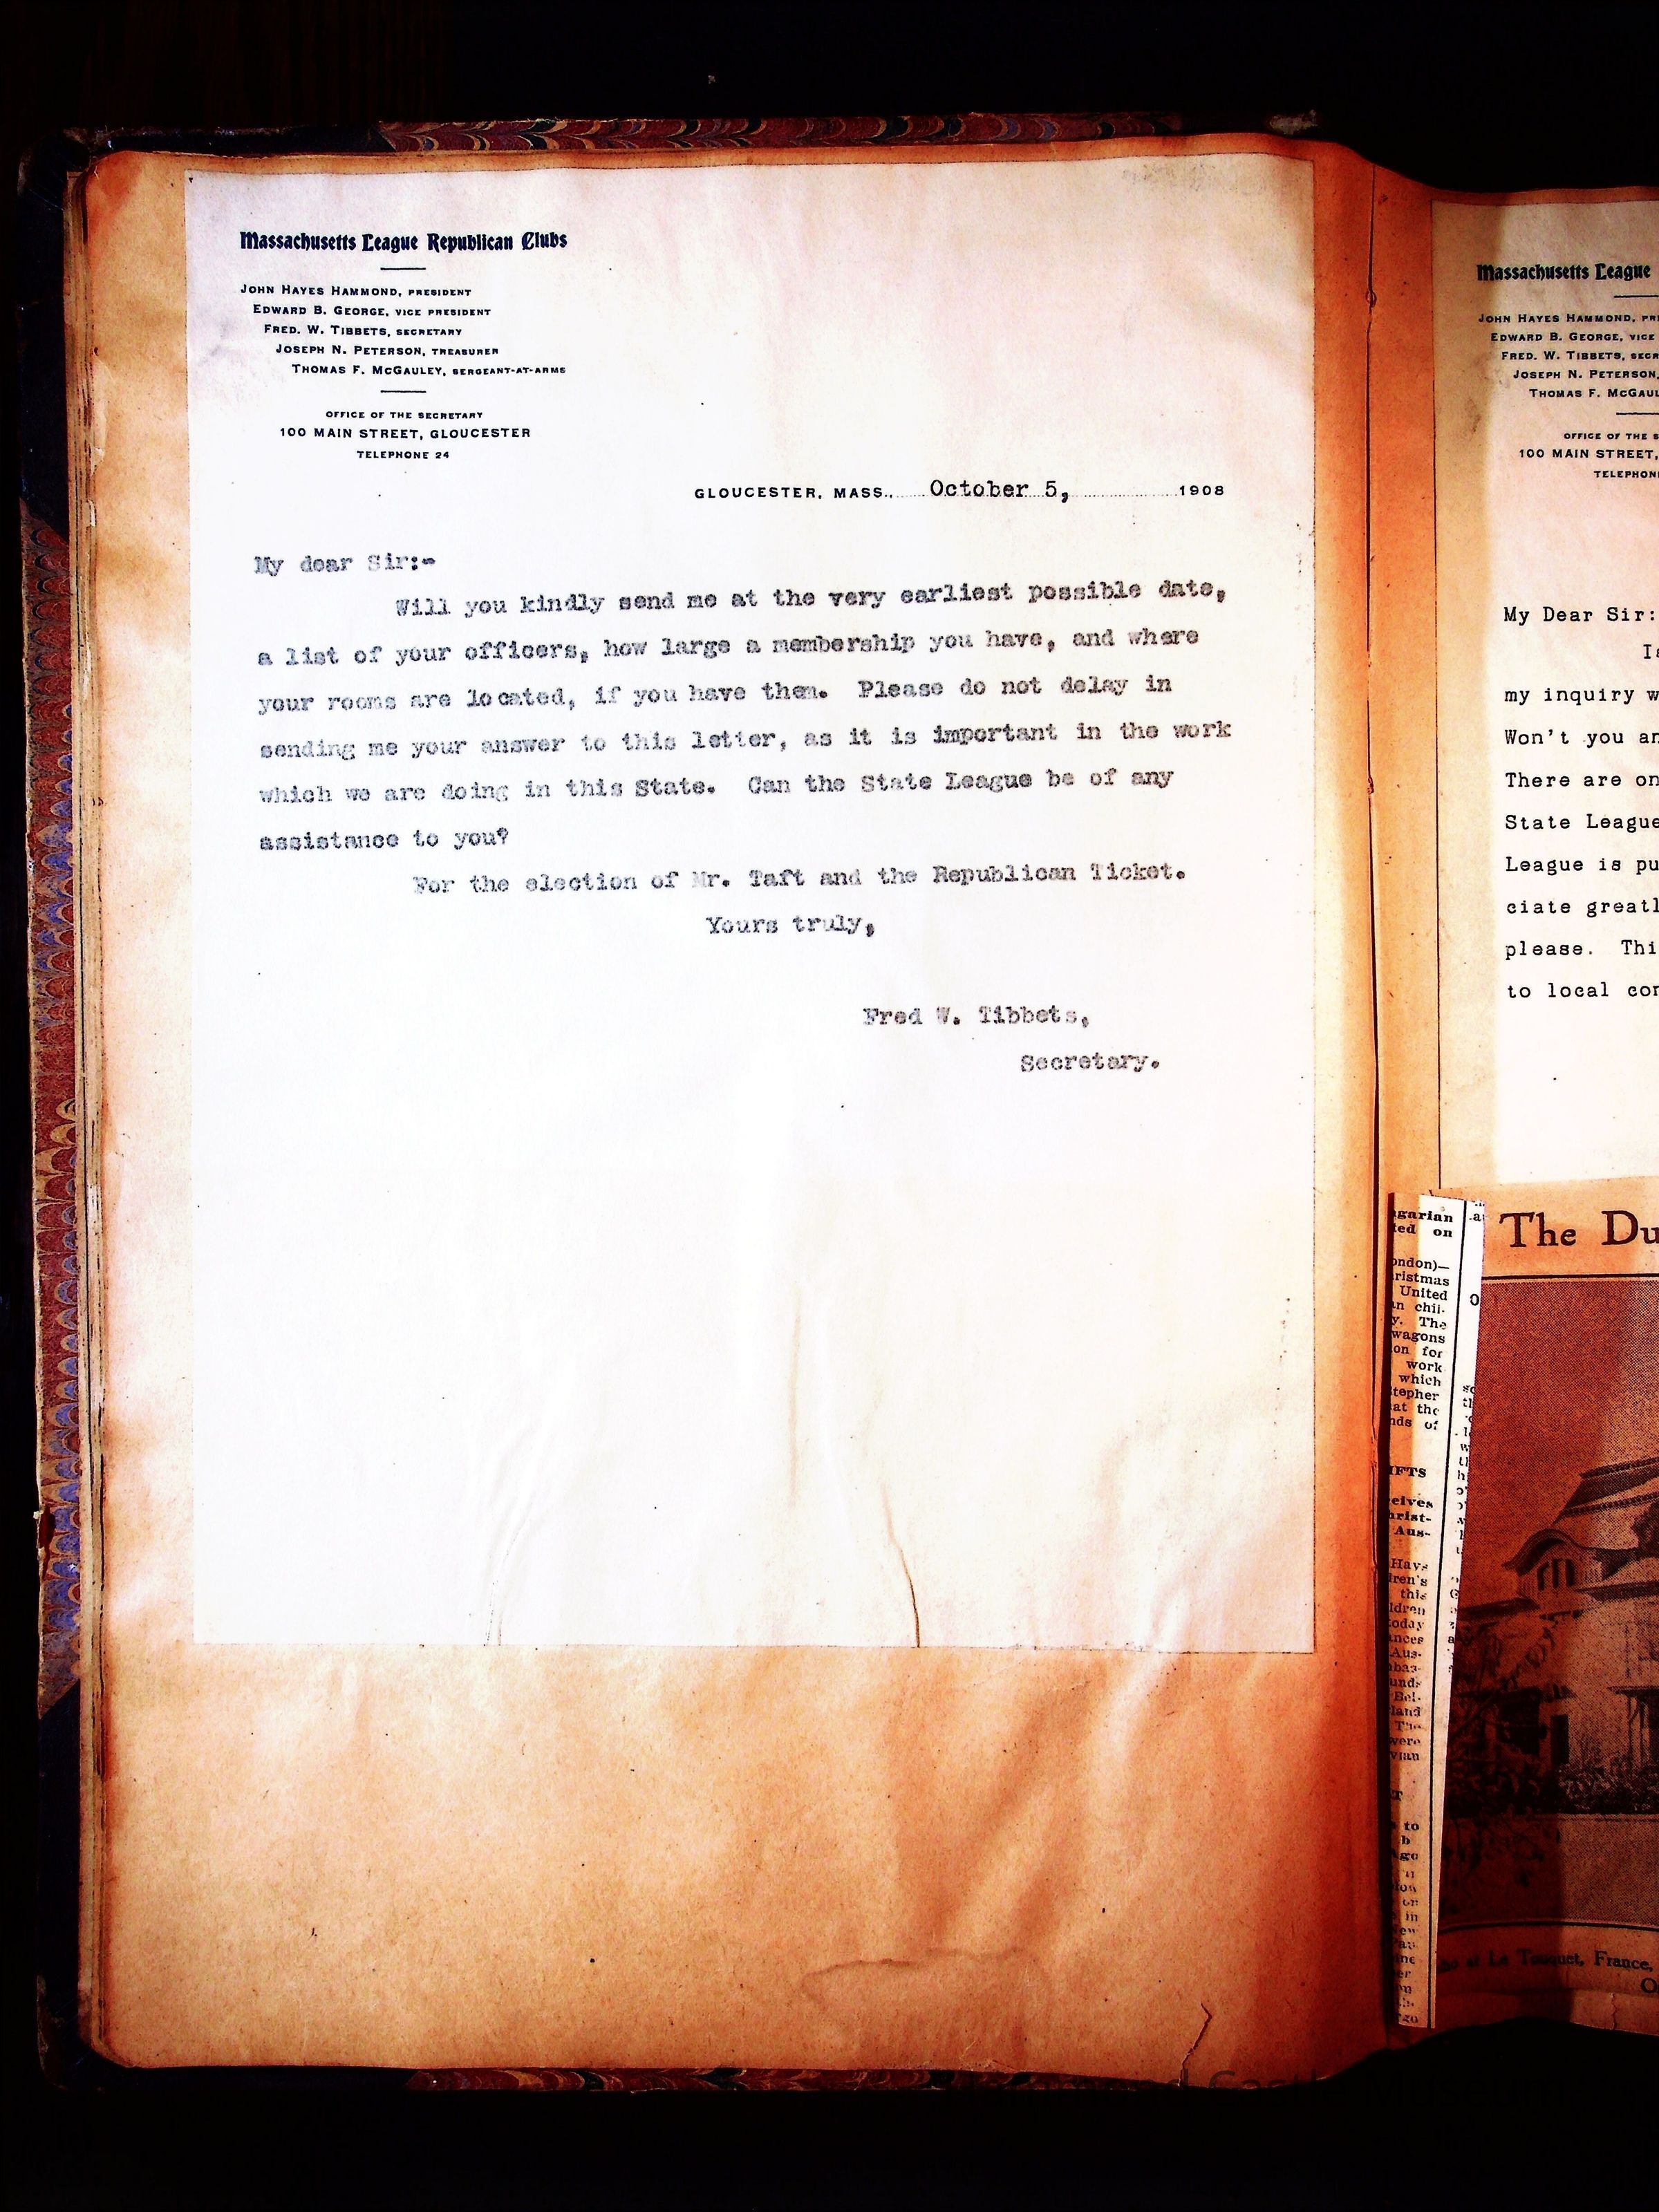 Massachusetts League Republican Clubs
JOHN HAYES HAMMOND, PRESIDENT
EDWARD B. GEORGE, VICE PRESIDENT
FRED. W. TIBBETS, SECRETARY
JOSEPH N. PETERSON, TREASURER
THOMAS F. MCGAULEY, SERGEANT-AT-ARMS
OFFICE OF THE SECRETARY
100 MAIN STREET, GLOUCESTER
TELEPHONE 24
GLOUCESTER, MASS., October 5, 1908
My dear Sir:-
Will you kindly send me at the very earliest possible date,
a list of your officers, how large a membership you have, and where
your rooms are located, if you have them. Please do not delay in
sending me your answer to this letter, as it is important in the work
which we are doing in this State. Can the State League be of any
assistance to you?
For the election of Mr. Taft and the Republican Ticket.
Yours truly,
Fred W. Tibbets,
Secretary.
Massachusetts League
JOHN HAYES HAMMOND,
EDWARD B. GEORGE, VICE
FRED. W. TIBBETS,
JOSEPH N. PETERSON,
THOMAS F.
OFFICE OF THE
100 MAIN STREET,
My Dear Sir:
my inquiry
Won't you
There are
State League
League is
please.
to local
on
United
The
wagons
for
work
which
the
of
this
The
to
in
The
at Le Touquet, France,